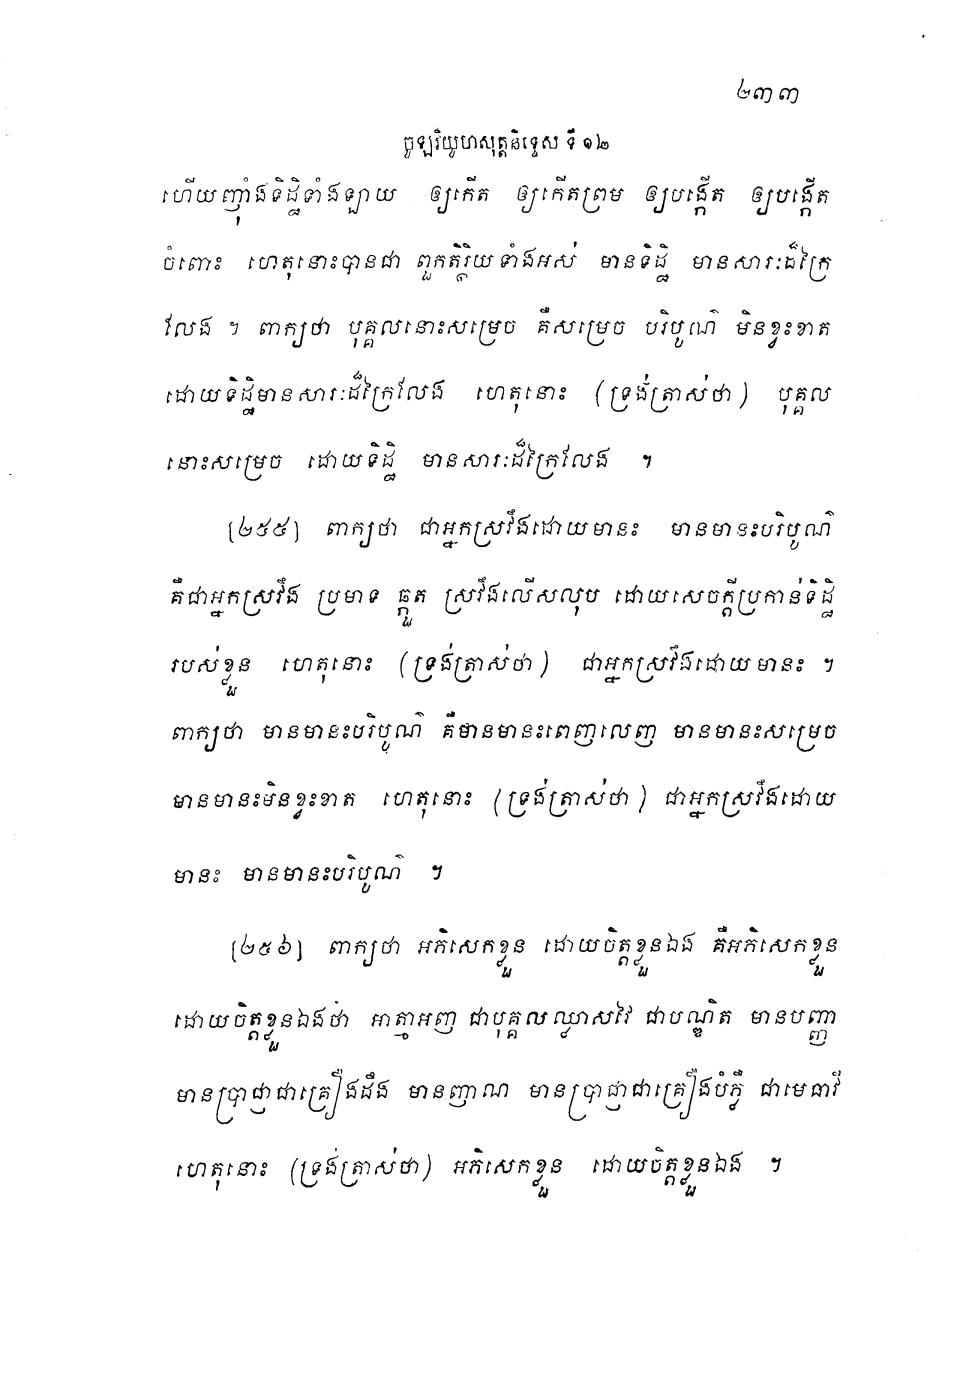 ២៣៣
ចូឡវិយូហសុត្តនិទ្ទេស ទី ១២
ហើយញ៉ាំងទិដ្ឋិទាំងឡាយ ឲ្យកើត ឲ្យកើតព្រម ឲ្យបង្កើត ឲ្យបង្កើត
ចំពោះ ហេតុនោះបានជា ពួកតិរ្ថិយទាំងអស់ មានទិដ្ឋិ មានសារៈដ៏ក្រៃ
លែង ។ ពាក្យថា បុគ្គលនោះសម្រេច គឺសម្រេច បរិបូណ៌ មិនខ្វះខាត
ដោយទិដ្ឋិមានសារៈដ៏ក្រៃលែង ហេតុនោះ (ទ្រង់ត្រាស់ថា) បុគ្គល
នោះសម្រេច ដោយទិដ្ឋិ មានសារៈដ៏ក្រៃលែង ។
[២៥៥] ពាក្យថា ជាអ្នកស្រវឹងដោយមានះ មានមានះបរិបូណ៌
គឺជាអ្នកស្រវឹង ប្រមាទ ឆ្កួត ស្រវឹងលើសលុប ដោយសេចក្តីប្រកាន់ទិដ្ឋិ
របស់ខ្លួន ហេតុនោះ (ទ្រង់ត្រាស់ថា) ជាអ្នកស្រវឹងដោយមានះ ។
ពាក្យថា មានមានះបរិបូណ៌ គឺមានមានះពេញលេញ មានមានះសម្រេច
មានមានះមិនខ្វះខាត ហេតុនោះ (ទ្រង់ត្រាស់ថា) ជាអ្នកស្រវឹងដោយ
មានះ មានមានះបរិបូណ៌ ។
[២៥៦] ពាក្យថា អភិសេកខ្លួន ដោយចិត្តខ្លួនឯង គឺអភិសេកខ្លួន
ដោយចិត្តខ្លួនឯងថា អាត្មាអញ ជាបុគ្គលឈ្លាសវៃ ជាបណ្ឌិត មានបញ្ញា
មានប្រាជ្ញាជាគ្រឿងដឹង មានញាណ មានប្រាជ្ញាជាគ្រឿងបំភ្លឺ ជាមេធាវី
ហេតុនោះ (ទ្រង់ត្រាស់ថា) អភិសេកខ្លួន ដោយចិត្តខ្លួនឯង ។